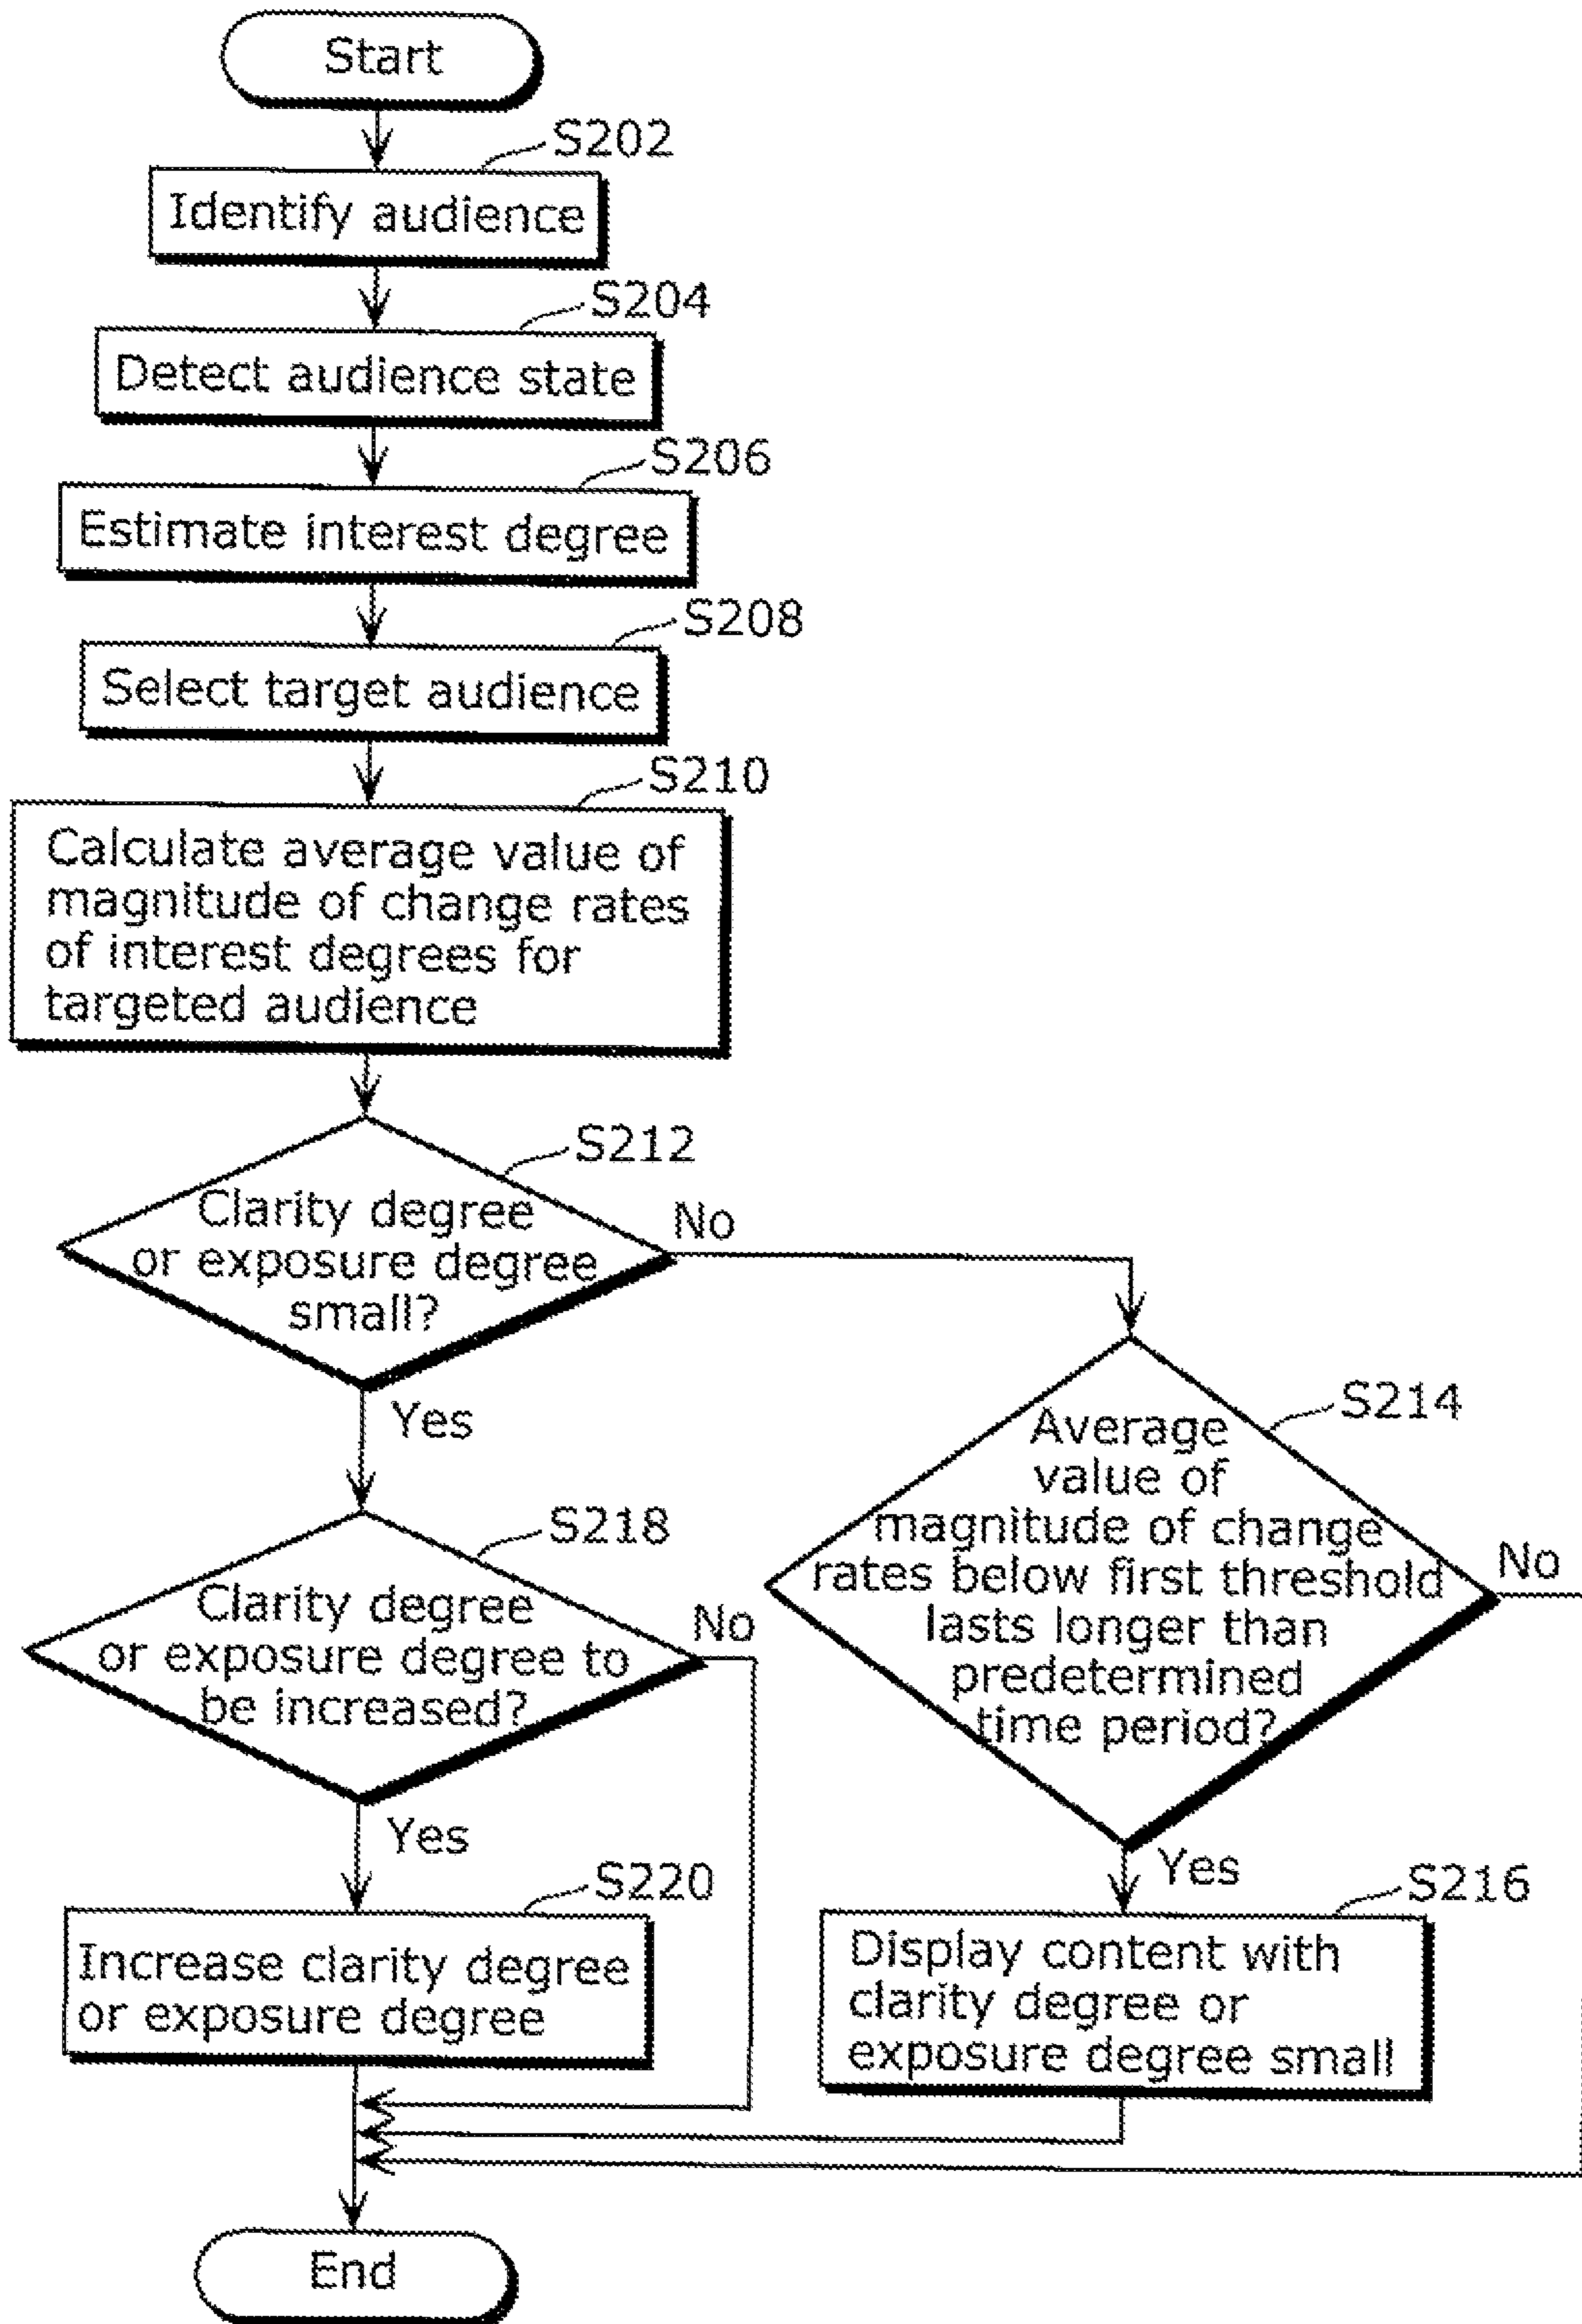 Start
S202
Identify audience
S204
Detect audience state
S206
Estimate interest degree
S208
Select target audience
S210
Calculate average value of
magnitude of change rates
of interest degrees for
targeted audience
S212
Clarity degree
or exposure degree
small?
No
Yes
S214
Average
value of
magnitude of change
rates below first threshold
lasts longer than
predetermined
time period?
No
Yes
S218
Clarity degree
or exposure degree to
be increased?
No
Yes
S220
Increase clarity degree
or exposure degree
S216
Display content with
clarity degree or
exposure degree small
End